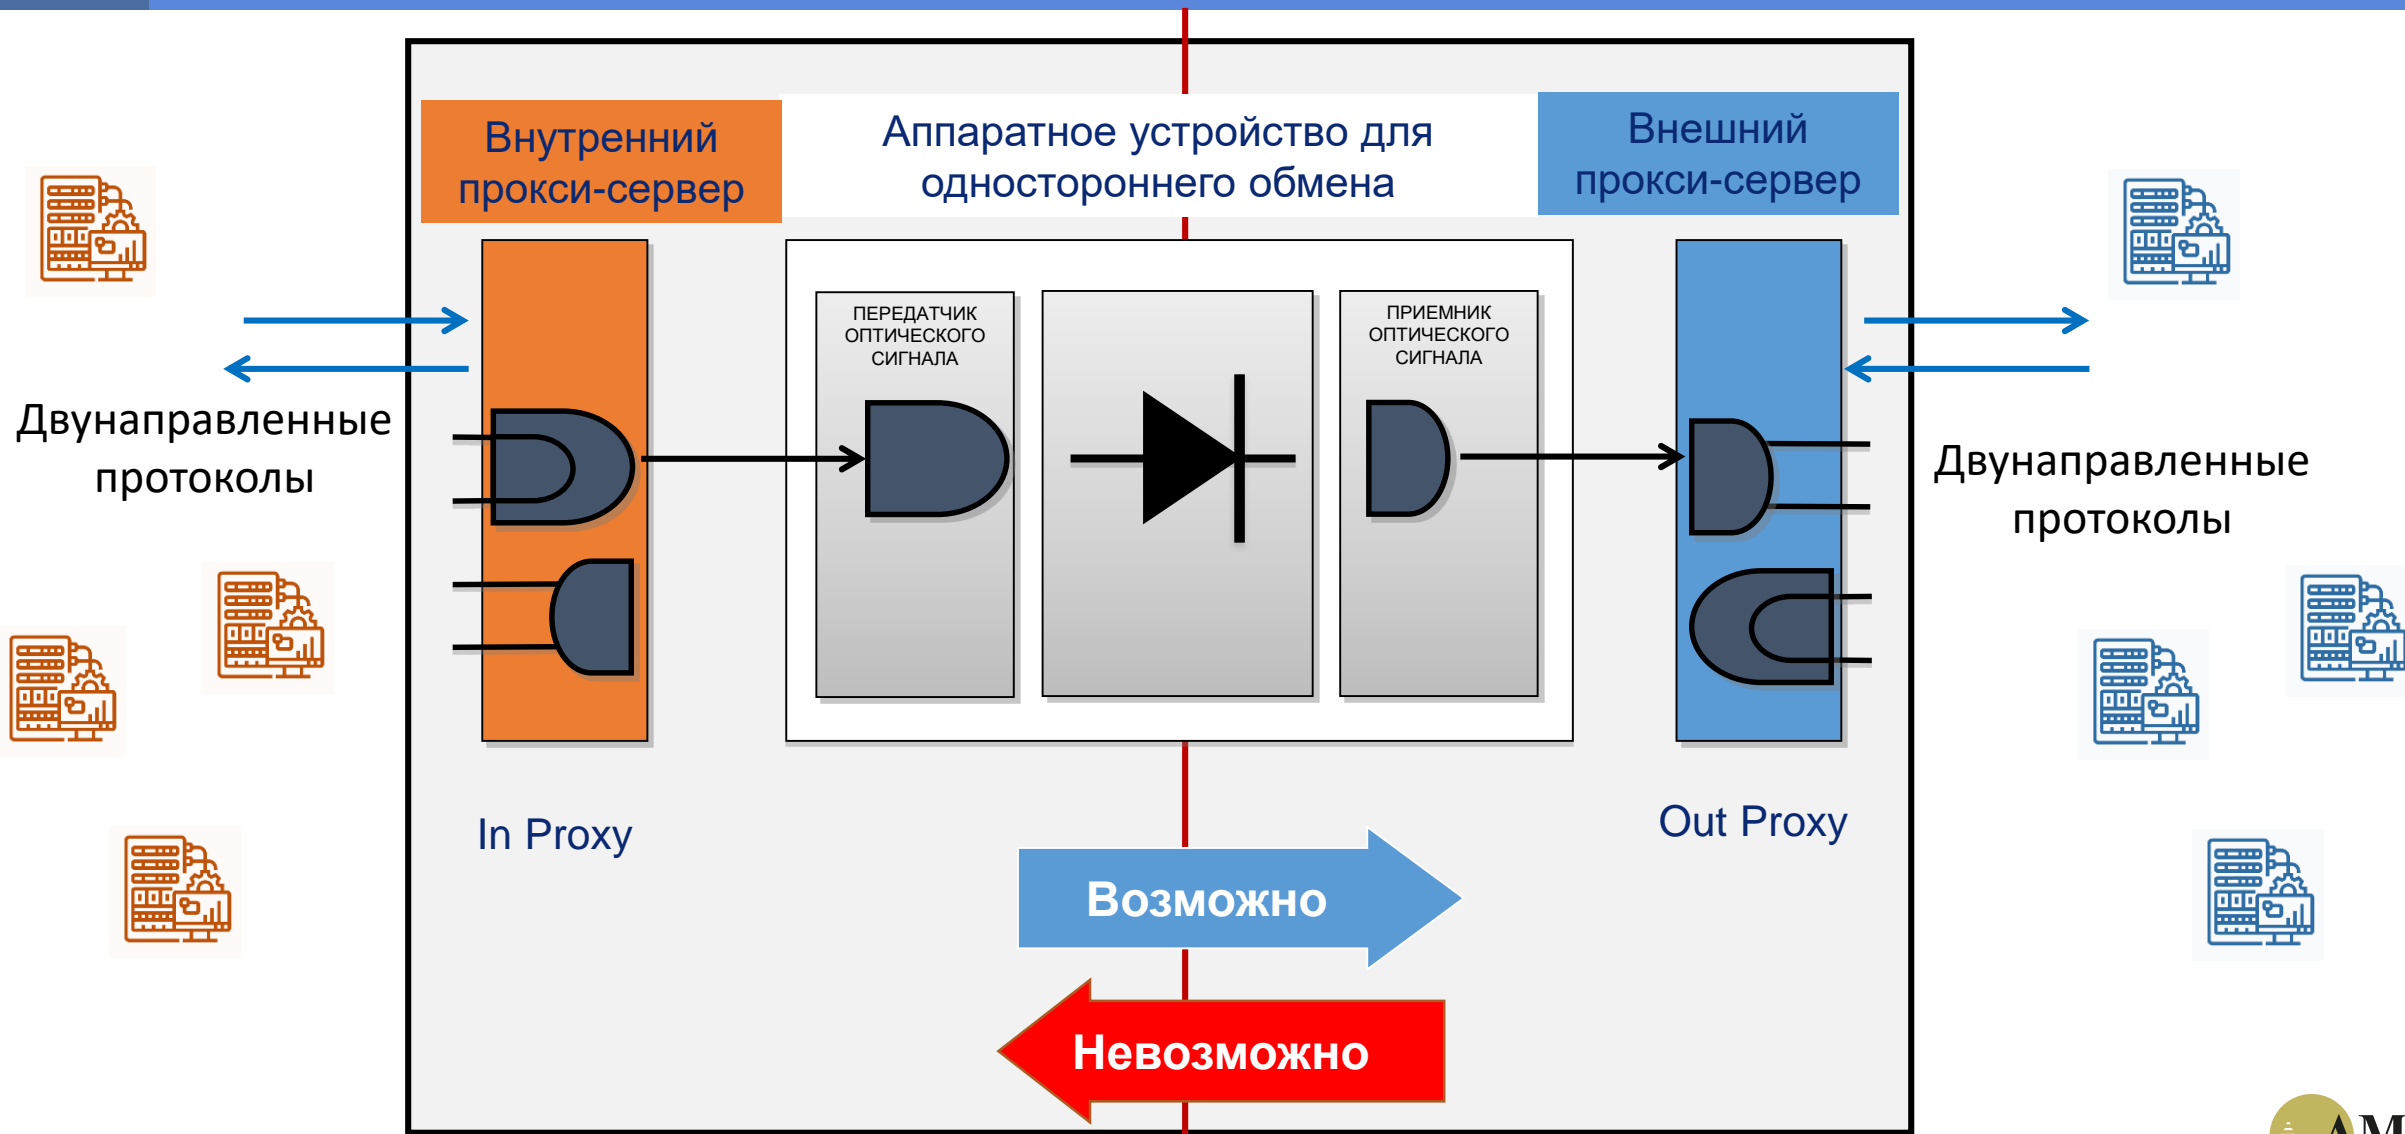 Внутренний
прокси-сервер
Аппаратное устройство для
одностороннего обмена
Внешний
прокси-сервер
ПЕРЕДАТЧИК
ОПТИЧЕСКОГО
СИГНАЛА
ПРИЕМНИК
ОПТИЧЕСКОГО
СИГНАЛА
Двунаправленные
протоколы
Двунаправленные
протоколы
In Proxy
Out Proxy
Возможно
Невозможно